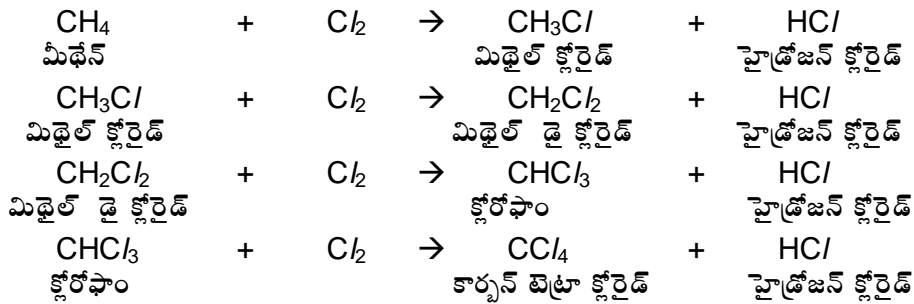 CH₄ + Cl₂ → CH₃Cl + HCl
మీథేన్ మిథైల్ క్లోరైడ్ హైడ్రోజన్ క్లోరైడ్
CH₃Cl + Cl₂ → CH₂Cl₂ + HCl
మిథైల్ క్లోరైడ్ మిథైల్ డై క్లోరైడ్ హైడ్రోజన్ క్లోరైడ్
CH₂Cl₂ + Cl₂ → CHCl₃ + HCl
మిథైల్ డై క్లోరైడ్ క్లోరోఫాం హైడ్రోజన్ క్లోరైడ్
CHCl₃ + Cl₂ → CCl₄ + HCl
క్లోరోఫాం కార్బన్ టెట్రా క్లోరైడ్ హైడ్రోజన్ క్లోరైడ్